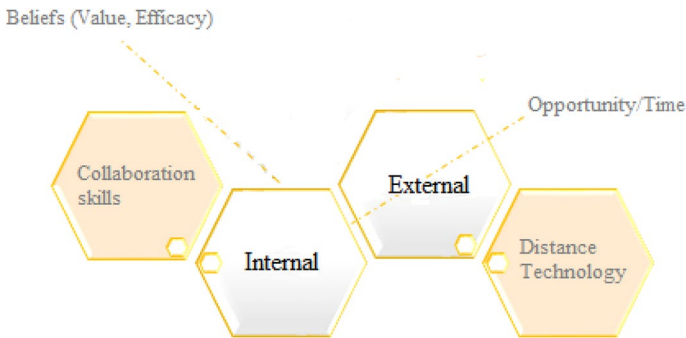 Beliefs (Value, Efficacy)
Opportunity/Time
Collaboration
skills
External
Internal
Distance
Technology